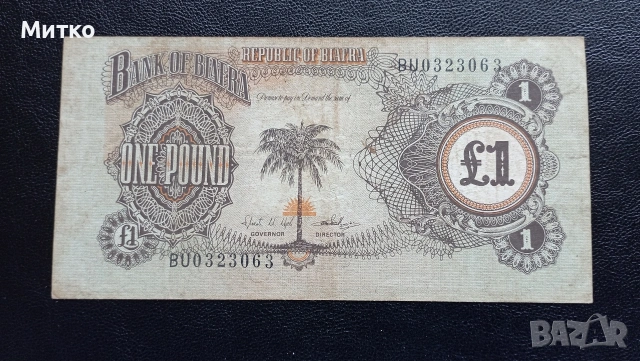 Митко
REPUBLIC OF BIAFRA
BANK OF BIAFRA
BU0323063
1
Promise to pay on Demand the sum of
ONE POUND
£1
GOVERNOR DIRECTOR
£1
BU0323063
1
BAZAR